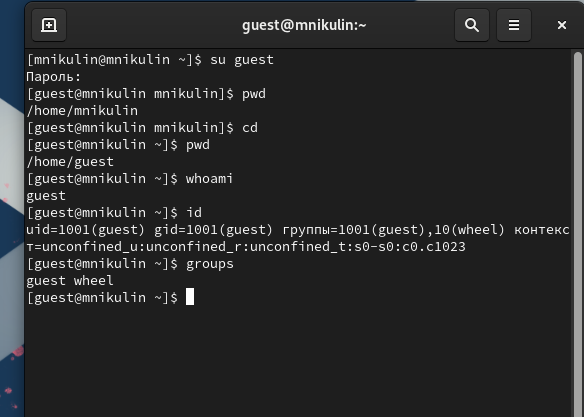 guest@mnikulin:~
[mnikulin@mnikulin ~]$ su guest
Пароль:
[guest@mnikulin mnikulin]$ pwd
/home/mnikulin
[guest@mnikulin mnikulin]$ cd
[guest@mnikulin ~]$ pwd
/home/guest
[guest@mnikulin ~]$ whoami
guest
[guest@mnikulin ~]$ id
uid=1001(guest) gid=1001(guest) группы=1001(guest),10(wheel) контекс
т=unconfined_u:unconfined_r:unconfined_t:s0-s0:c0.c1023
[guest@mnikulin ~]$ groups
guest wheel
[guest@mnikulin ~]$